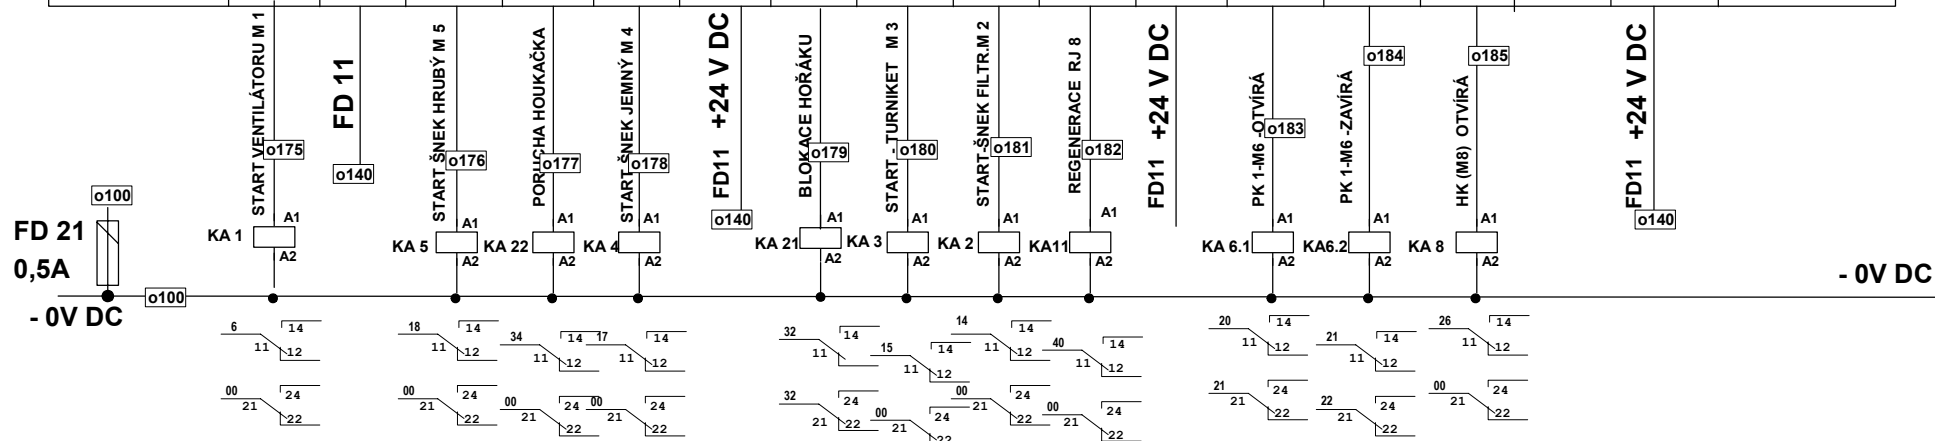 START VENTILÁTORU M 1
o175
FD 11
o140
START ŠNEK HRUBÝ M 5
o176
PORUCHA HOUKAČKA
o177
START ŠNEK JEMNÝ M 4
o178
FD11 +24 V DC
o140
BLOKACE HOŘÁKU
o179
START - TURNIKET M 3
o180
START-ŠNEK FILTR.M 2
o181
REGENERACE RJ 8
o182
FD11 +24 V DC
PK 1-M6 -OTVÍRÁ
o183
PK 1-M6 -ZAVÍRÁ
o184
HK (M8) OTVÍRÁ
o185
FD11 +24 V DC
o140
o100
FD 21
0,5A
KA 1 A1 A2
KA 5 A1 A2
KA 22 A1 A2
KA 4 A1 A2
KA 21 A1 A2
KA 3 A1 A2
KA 2 A1 A2
KA11 A1 A2
KA 6.1 A1 A2
KA6.2 A1 A2
KA 8 A1 A2
- 0V DC
o100
- 0V DC
6 14 11 12
18 14 11 12
34 14 11 12
17 14 11 12
32 14 11
15 14 11 12
14 14 11 12
40 14 11 12
20 14 11 12
21 14 11 12
26 14 11 12
00 24 21 22
00 24 21 22
00 24 21 22
00 24 21 22
32 24 21 22
00 24 21 22
00 24 21 22
00 24 21 22
21 24 21 22
22 24 21 22
00 24 21 22